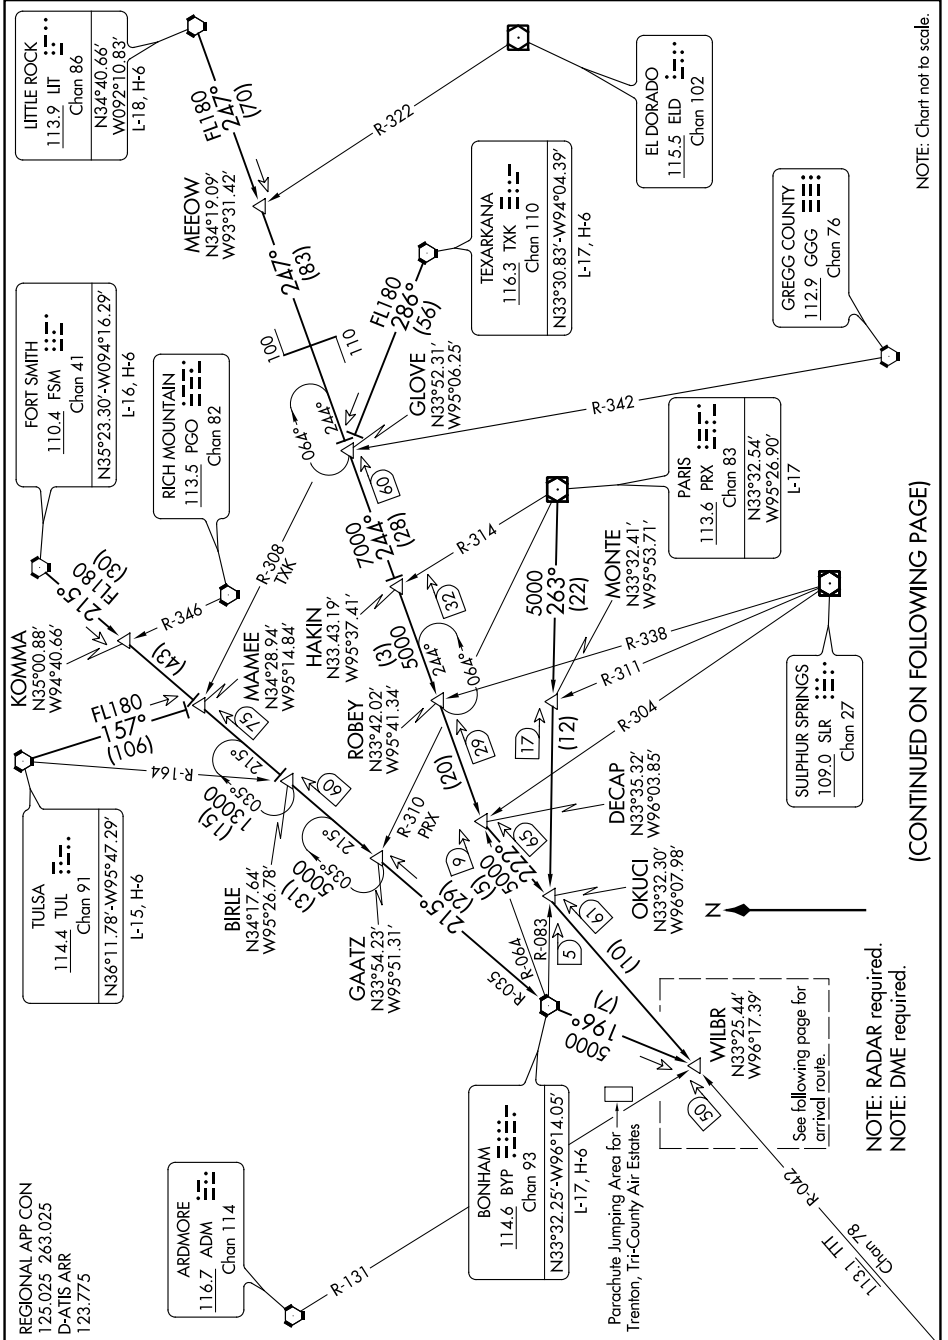 REGIONAL APP CON
125.025 263.025
D-ATIS ARR
123.775
TULSA
114.4 TUL
Chan 91
N36°11.78'-W95°47.29'
L-15, H-6
FORT SMITH
110.4 FSM
Chan 41
N35°23.30'-W094°16.29'
L-16, H-6
LITTLE ROCK
113.9 LIT
Chan 86
N34°40.66'
W092°10.83'
L-18, H-6
RICH MOUNTAIN
113.5 PGO
Chan 82
ARDMORE
116.7 ADM
Chan 114
EL DORADO
115.5 ELD
Chan 102
TEXARKANA
116.3 TXK
Chan 110
N33°30.83'-W94°04.39'
L-17, H-6
GREGG COUNTY
112.9 GGG
Chan 76
PARIS
113.6 PRX
Chan 83
N33°32.54'
W95°26.90'
L-17
SULPHUR SPRINGS
109.0 SLR
Chan 27
BONHAM
114.6 BYP
Chan 93
N33°32.25'-W96°14.05'
L-17, H-6
KOMMA
N35°00.88'
W94°40.66'
MEEOW
N34°19.09'
W93°31.42'
MAMEE
N34°28.94'
W95°14.84'
BIRLE
N34°17.64'
W95°26.78'
GAATZ
N33°54.23'
W95°51.31'
GLOVE
N33°52.31'
W95°06.25'
HAKIN
N33.43.19'
W95°37.41'
ROBEY
N33°42.02'
W95°41.34'
MONTE
N33°32.41'
W95°53.71'
DECAP
N33°35.32'
W96°03.85'
OKUCI
N33°32.30'
W96°07.98'
WILBR
N33°25.44'
W96°17.39'
FL180
247°
(70)
247°
(83)
100
110
R-322
FL180
286°
(56)
064°
244°
60
R-342
7000
244°
(28)
R-308
TXK
215°
FL180
(30)
R-346
(43)
FL180
157°
(106)
R-164
75
215°
035°
13000
(15)
60
215°
035°
5000
(31)
R-310
PRX
215°
(29)
R-035
R-314
32
(3)
5000
244°
064°
29
(20)
5000
263°
(22)
17
(12)
R-338
R-311
R-304
9
65
5000
222°
(5)
R-064
R-083
5
61
(10)
5000
196°
(7)
50
R-131
R-042
113.1 TTT
Chan 78
N
Parachute Jumping Area for
Trenton, Tri-County Air Estates
See following page for
arrival route.
NOTE: RADAR required.
NOTE: DME required.
(CONTINUED ON FOLLOWING PAGE)
NOTE: Chart not to scale.